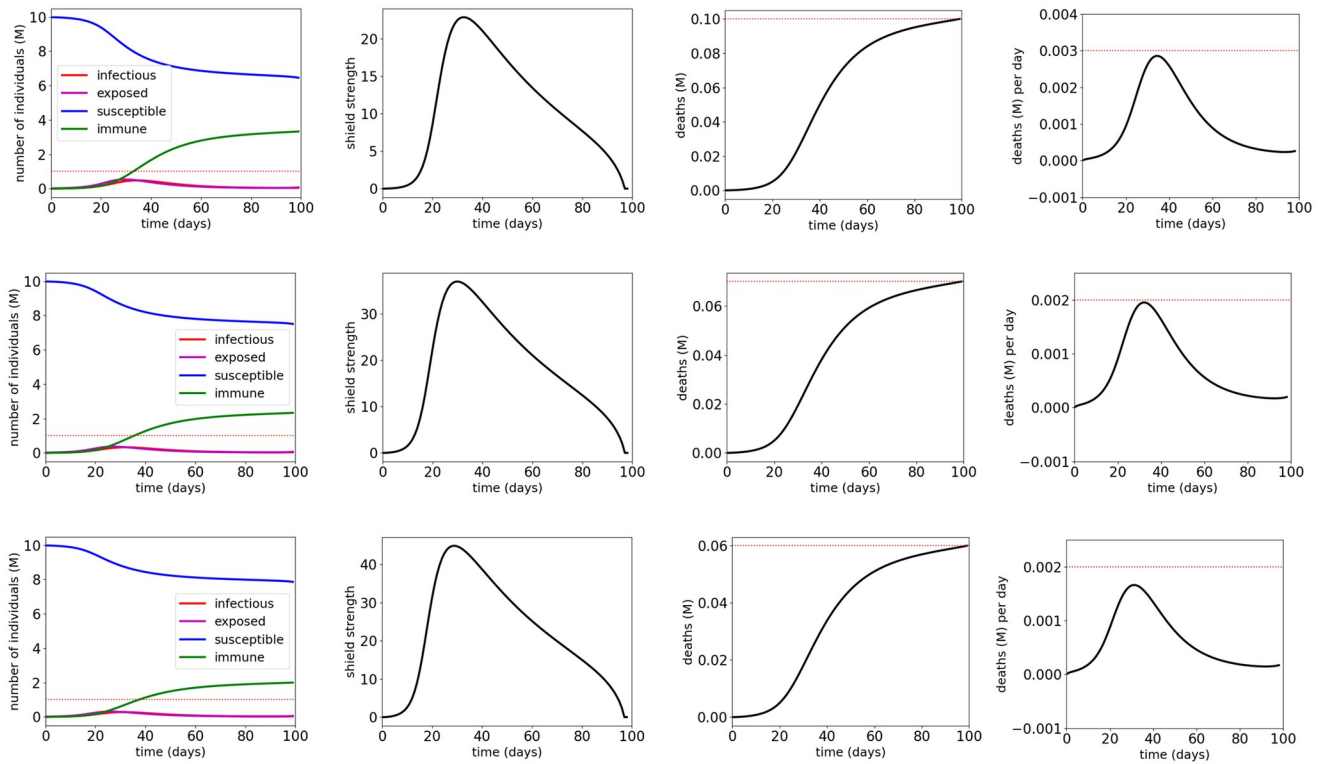 number of individuals (M)
10
8
6
4
2
0
infectious
exposed
susceptible
immune
0 20 40 60 80 100
time (days)
shield strength
20
15
10
5
0
0 20 40 60 80 100
time (days)
deaths (M)
0.10
0.08
0.06
0.04
0.02
0.00
0 20 40 60 80 100
time (days)
deaths (M) per day
0.004
0.003
0.002
0.001
0.000
−0.001
0 20 40 60 80 100
time (days)
number of individuals (M)
10
8
6
4
2
0
infectious
exposed
susceptible
immune
0 20 40 60 80 100
time (days)
shield strength
30
20
10
0
0 20 40 60 80 100
time (days)
deaths (M)
0.06
0.04
0.02
0.00
0 20 40 60 80 100
time (days)
deaths (M) per day
0.002
0.001
0.000
−0.001
0 20 40 60 80 100
time (days)
number of individuals (M)
10
8
6
4
2
0
infectious
exposed
susceptible
immune
0 20 40 60 80 100
time (days)
shield strength
40
30
20
10
0
0 20 40 60 80 100
time (days)
deaths (M)
0.06
0.04
0.02
0.00
0 20 40 60 80 100
time (days)
deaths (M) per day
0.002
0.001
0.000
−0.001
0 20 40 60 80 100
time (days)